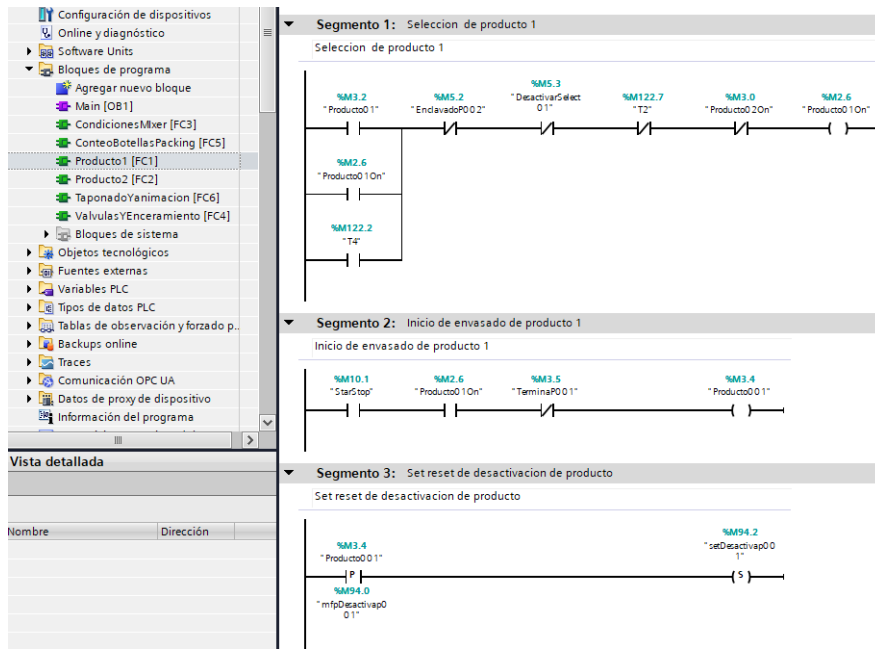 Configuración de dispositivos
Online y diagnóstico
Software Units
Bloques de programa
Agregar nuevo bloque
Main [OB1]
CondicionesMIxer [FC3]
ConteoBotellasPacking [FC5]
Producto1 [FC1]
Producto2 [FC2]
TaponadoYanimacion [FC6]
ValvulasYEnceramiento [FC4]
Bloques de sistema
Objetos tecnológicos
Fuentes externas
Variables PLC
Tipos de datos PLC
Tablas de observación y forzado p..
Backups online
Traces
Comunicación OPC UA
Datos de proxy de dispositivo
Información del programa
Vista detallada
Nombre Dirección
Segmento 1: Seleccion de producto 1
Seleccion de producto 1
%M3.2
"Producto01"
%M5.2
"EnclavadoP002"
%M5.3
"DesactivarSelect
01"
%M122.7
"T2"
%M3.0
"Producto02On"
%M2.6
"Producto01On"
%M2.6
"Producto01On"
%M122.2
"T4"
Segmento 2: Inicio de envasado de producto 1
Inicio de envasado de producto 1
%M10.1
"StarStop"
%M2.6
"Producto01On"
%M3.5
"TerminaP001"
%M3.4
"Producto001"
Segmento 3: Set reset de desactivacion de producto
Set reset de desactivacion de producto
%M3.4
"Producto001"
P
%M94.0
"mfpDesactivap0
01"
%M94.2
"setDesactivap00
1"
S